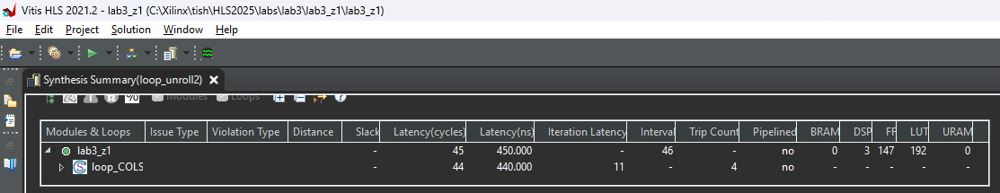 Vitis HLS 2021.2 - lab3_z1 (C:\Xilinx\tish\HLS2025\labs\lab3\lab3_z1\lab3_z1)
File Edit Project Solution Window Help
Synthesis Summary(loop_unroll2)
% Modules Loops
Modules & Loops Issue Type Violation Type Distance Slack Latency(cycles) Latency(ns) Iteration Latency Interval Trip Count Pipelined BRAM DSP FF LUT URAM
lab3_z1 - 45 450.000 - 46 - no 0 3 147 192 0
loop_COLS - 44 440.000 11 - 4 no - - - - -